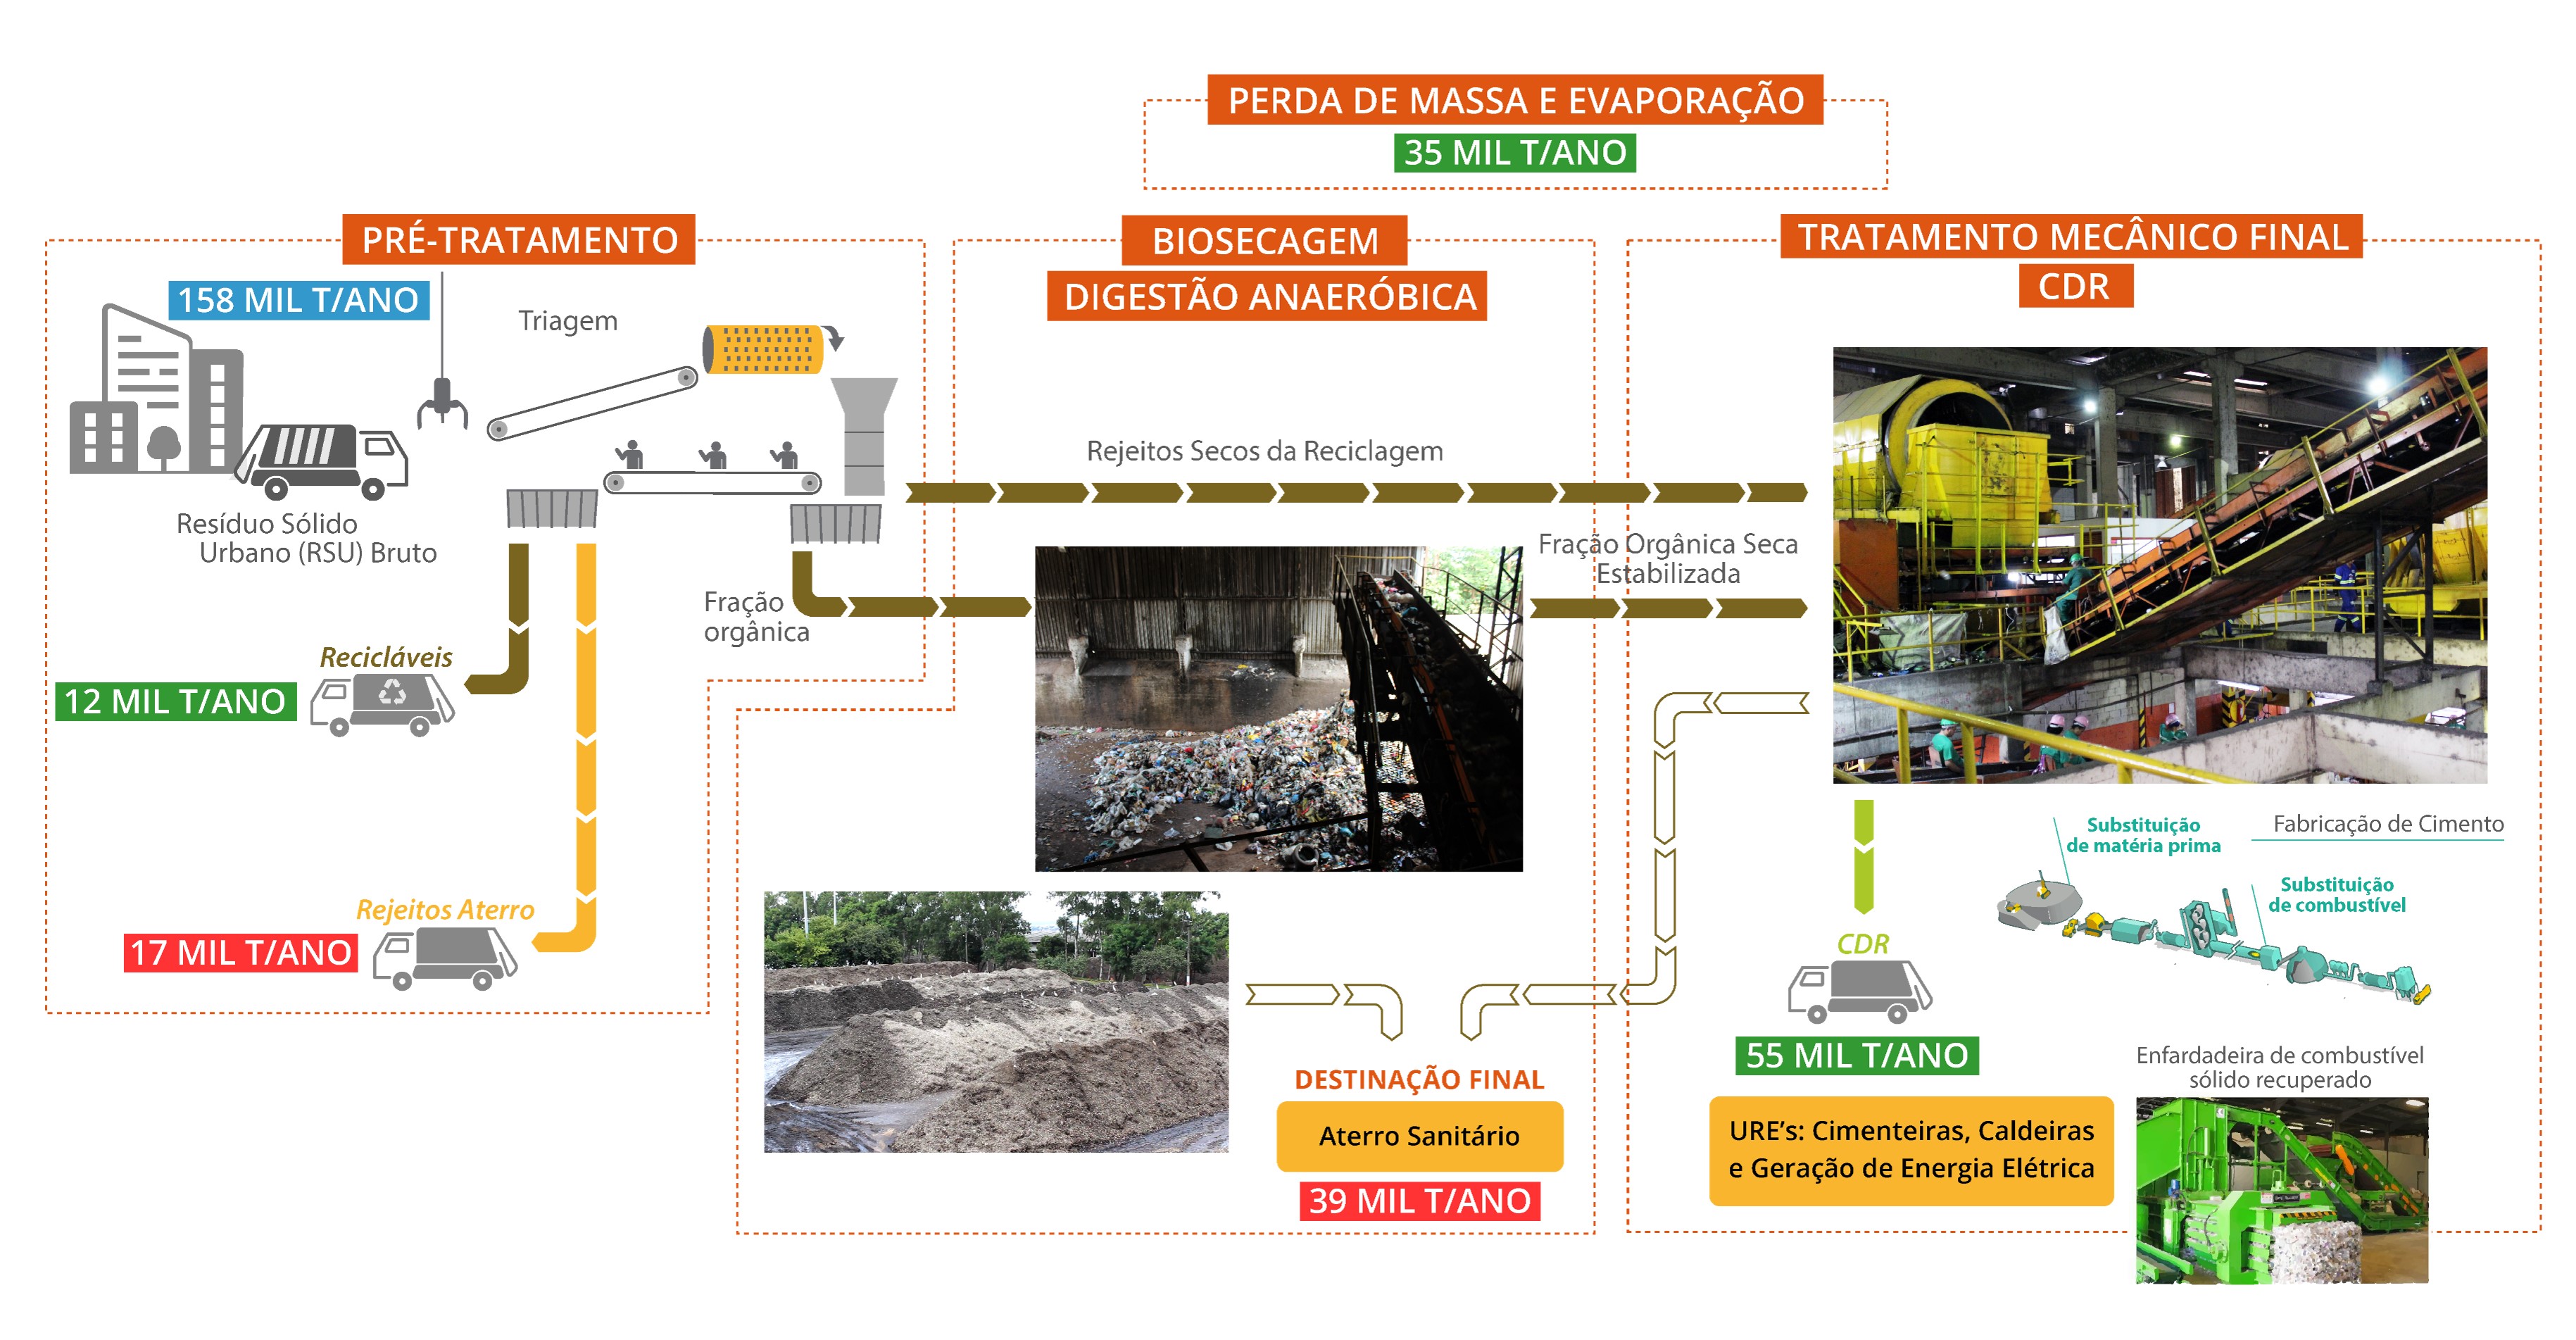 PERDA DE MASSA E EVAPORAÇÃO
35 MIL T/ANO
PRÉ-TRATAMENTO
158 MIL T/ANO
Triagem
Resíduo Sólido
Urbano (RSU) Bruto
Fração
orgânica
Recicláveis
12 MIL T/ANO
Rejeitos Aterro
17 MIL T/ANO
BIOSECAGEM
DIGESTÃO ANAERÓBICA
Rejeitos Secos da Reciclagem
Fração Orgânica Seca
Estabilizada
DESTINAÇÃO FINAL
Aterro Sanitário
39 MIL T/ANO
TRATAMENTO MECÂNICO FINAL
CDR
Substituição
de matéria prima
Fabricação de Cimento
Substituição
de combustível
CDR
55 MIL T/ANO
URE’s: Cimenteiras, Caldeiras
e Geração de Energia Elétrica
Enfardadeira de combustível
sólido recuperado